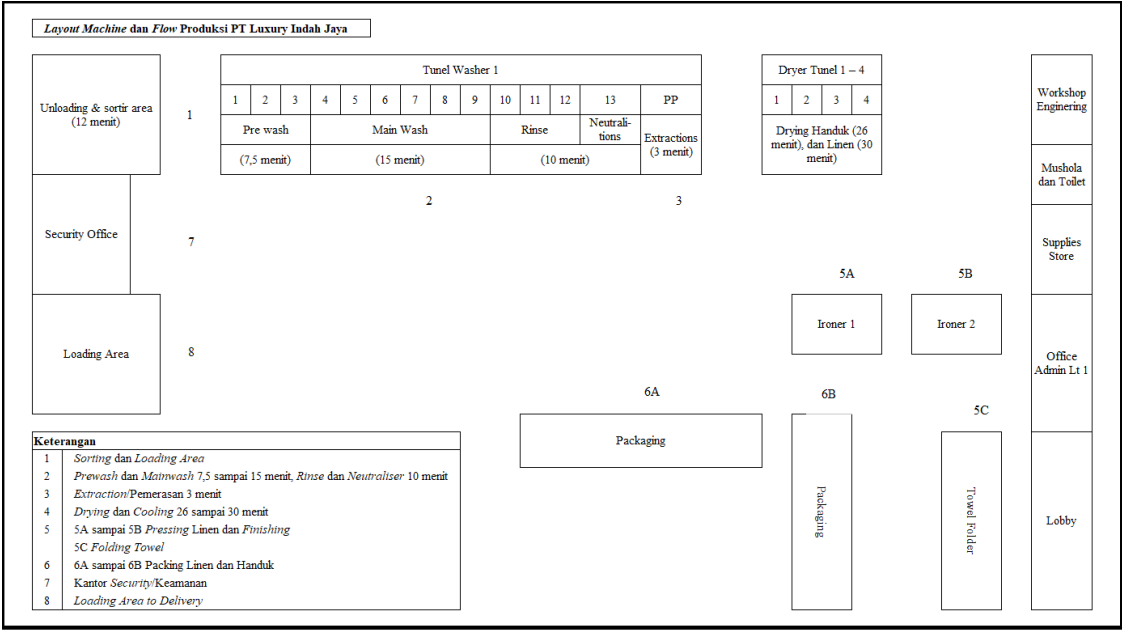 Layout Machine dan Flow Produksi PT Luxury Indah Jaya
Unloading & sortir area
(12 menit)
1
Tunel Washer 1
1 2 3 4 5 6 7 8 9 10 11 12 13 PP
Pre wash
Main Wash
Rinse
Neutrali-
tions
Extractions
(3 menit)
(7,5 menit)
(15 menit)
(10 menit)
2
3
Dryer Tunel 1 – 4
1 2 3 4
Drying Handuk (26
menit), dan Linen (30
menit)
Workshop
Enginering
Mushola
dan Toilet
Supplies
Store
Office
Admin Lt 1
Lobby
Security Office
7
Loading Area
8
5A
5B
Ironer 1
Ironer 2
6A
6B
5C
Packaging
Packaging
Towel Folder
Keterangan
1 Sorting dan Loading Area
2 Prewash dan Mainwash 7,5 sampai 15 menit, Rinse dan Neutraliser 10 menit
3 Extraction/Pemerasan 3 menit
4 Drying dan Cooling 26 sampai 30 menit
5 5A sampai 5B Pressing Linen dan Finishing
5C Folding Towel
6 6A sampai 6B Packing Linen dan Handuk
7 Kantor Security/Keamanan
8 Loading Area to Delivery